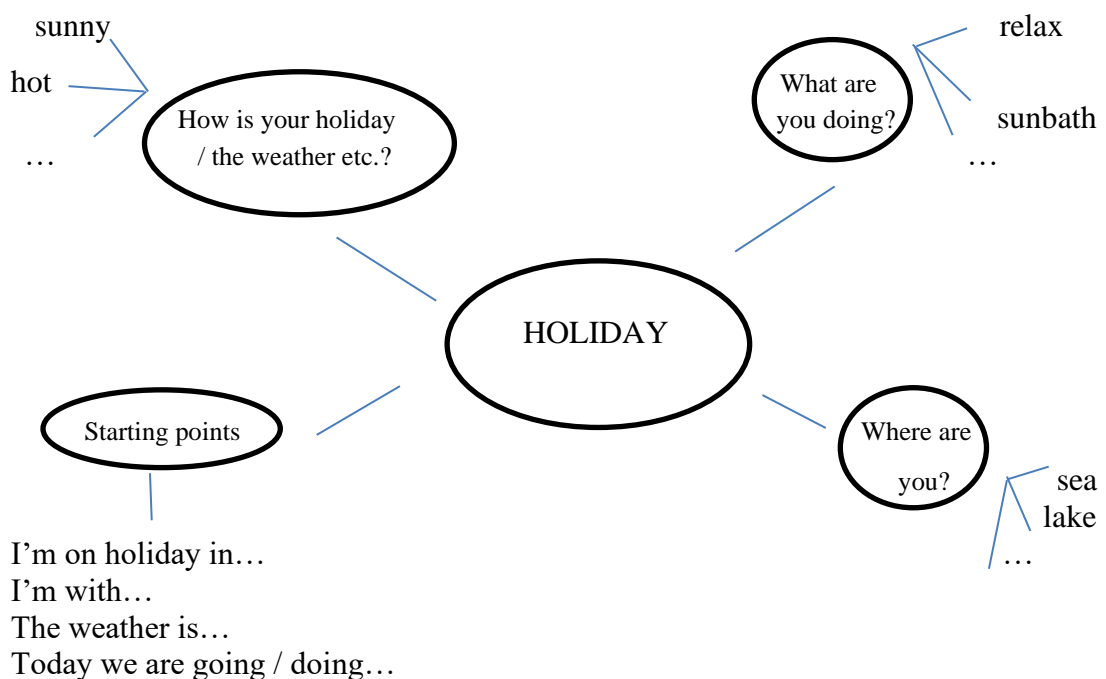 sunny
hot
…
How is your holiday
/ the weather etc.?
What are
you doing?
relax
sunbath
…
HOLIDAY
Starting points
I'm on holiday in…
I'm with…
The weather is…
Today we are going / doing…
Where are
you?
sea
lake
…